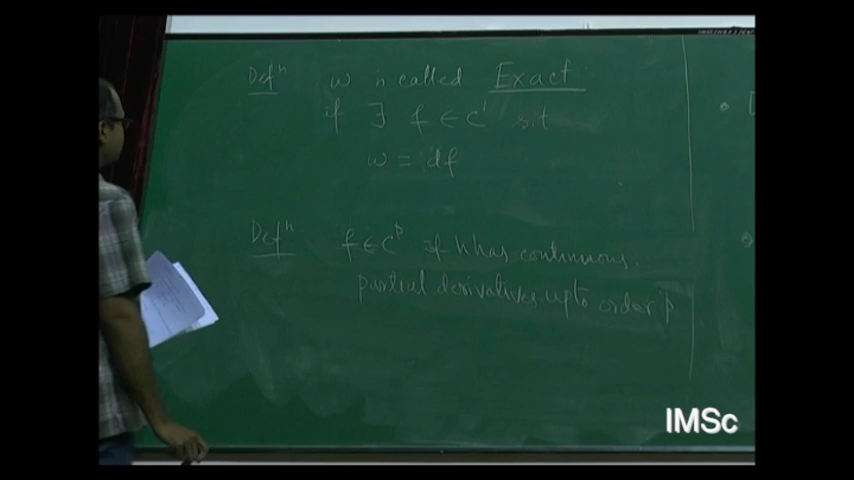 Defⁿ w is called Exact
if ∃ f ∈ C¹ s.t
w = df
Defⁿ f ∈ Cᵖ if it has continuous.
partial derivatives upto order p
IMSc